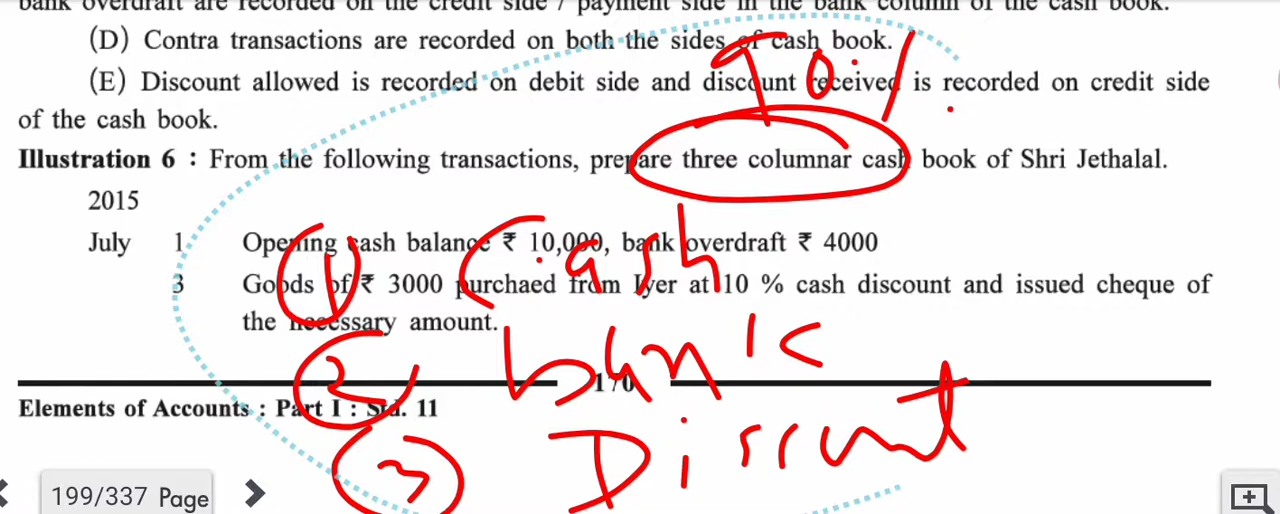 bank overdraft are recorded on the credit side / payment side in the bank column of the cash book.
(D) Contra transactions are recorded on both the sides of cash book.
(E) Discount allowed is recorded on debit side and discount received is recorded on credit side
of the cash book.
Illustration 6 : From the following transactions, prepare three columnar cash book of Shri Jethalal.
2015
July 1 Opening cash balance ₹ 10,000, bank overdraft ₹ 4000
3 Goods of ₹ 3000 purchaed from Iyer at 10 % cash discount and issued cheque of
the necessary amount.
1 cash
2 bank
3
170
Elements of Accounts : Part I : Std. 11
199/337 Page